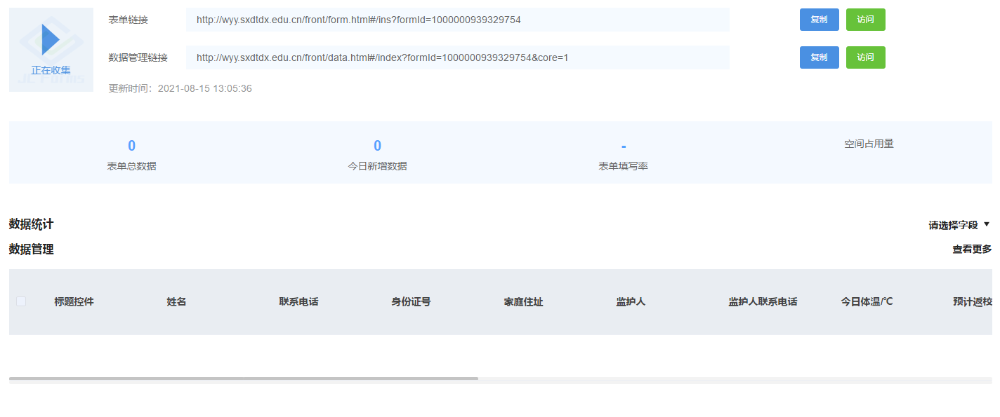 正在收集
表单链接
http://wyy.sxdtdx.edu.cn/front/form.html#/ins?formId=1000000939329754
复制
访问
数据管理链接
http://wyy.sxdtdx.edu.cn/front/data.html#/index?formId=1000000939329754&core=1
复制
访问
更新时间：2021-08-15 13:05:36
0
表单总数据
0
今日新增数据
-
表单填写率
空间占用量
数据统计
请选择字段 ▼
数据管理
查看更多
标题控件
姓名
联系电话
身份证号
家庭住址
监护人
监护人联系电话
今日体温/℃
预计返校